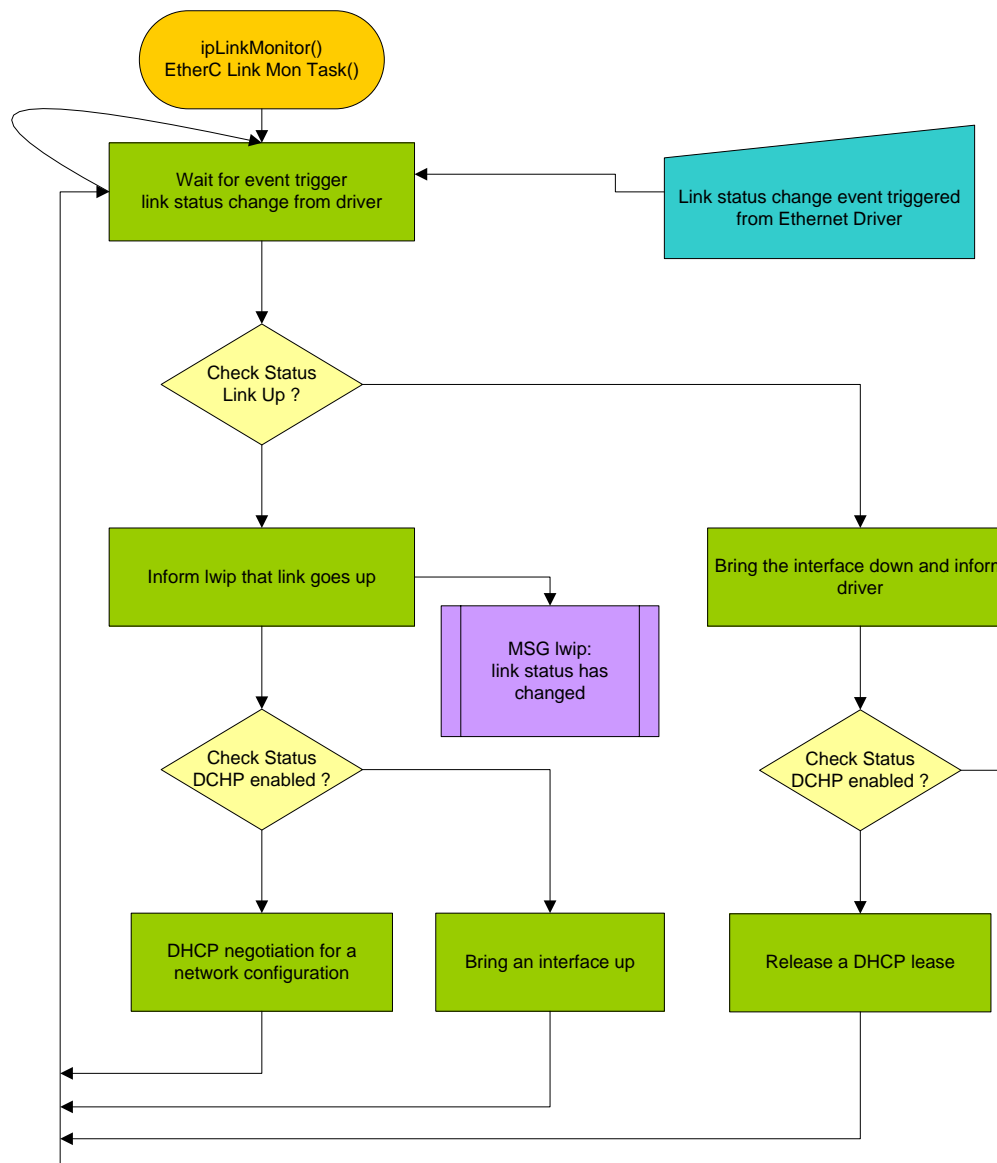 ipLinkMonitor()
EtherC Link Mon Task()
Wait for event trigger
link status change from driver
Link status change event triggered
from Ethernet Driver
Check Status
Link Up ?
Inform lwip that link goes up
Bring the interface down and inform
driver
MSG lwip:
link status has
changed
Check Status
DCHP enabled ?
Check Status
DCHP enabled ?
DHCP negotiation for a
network configuration
Bring an interface up
Release a DHCP lease